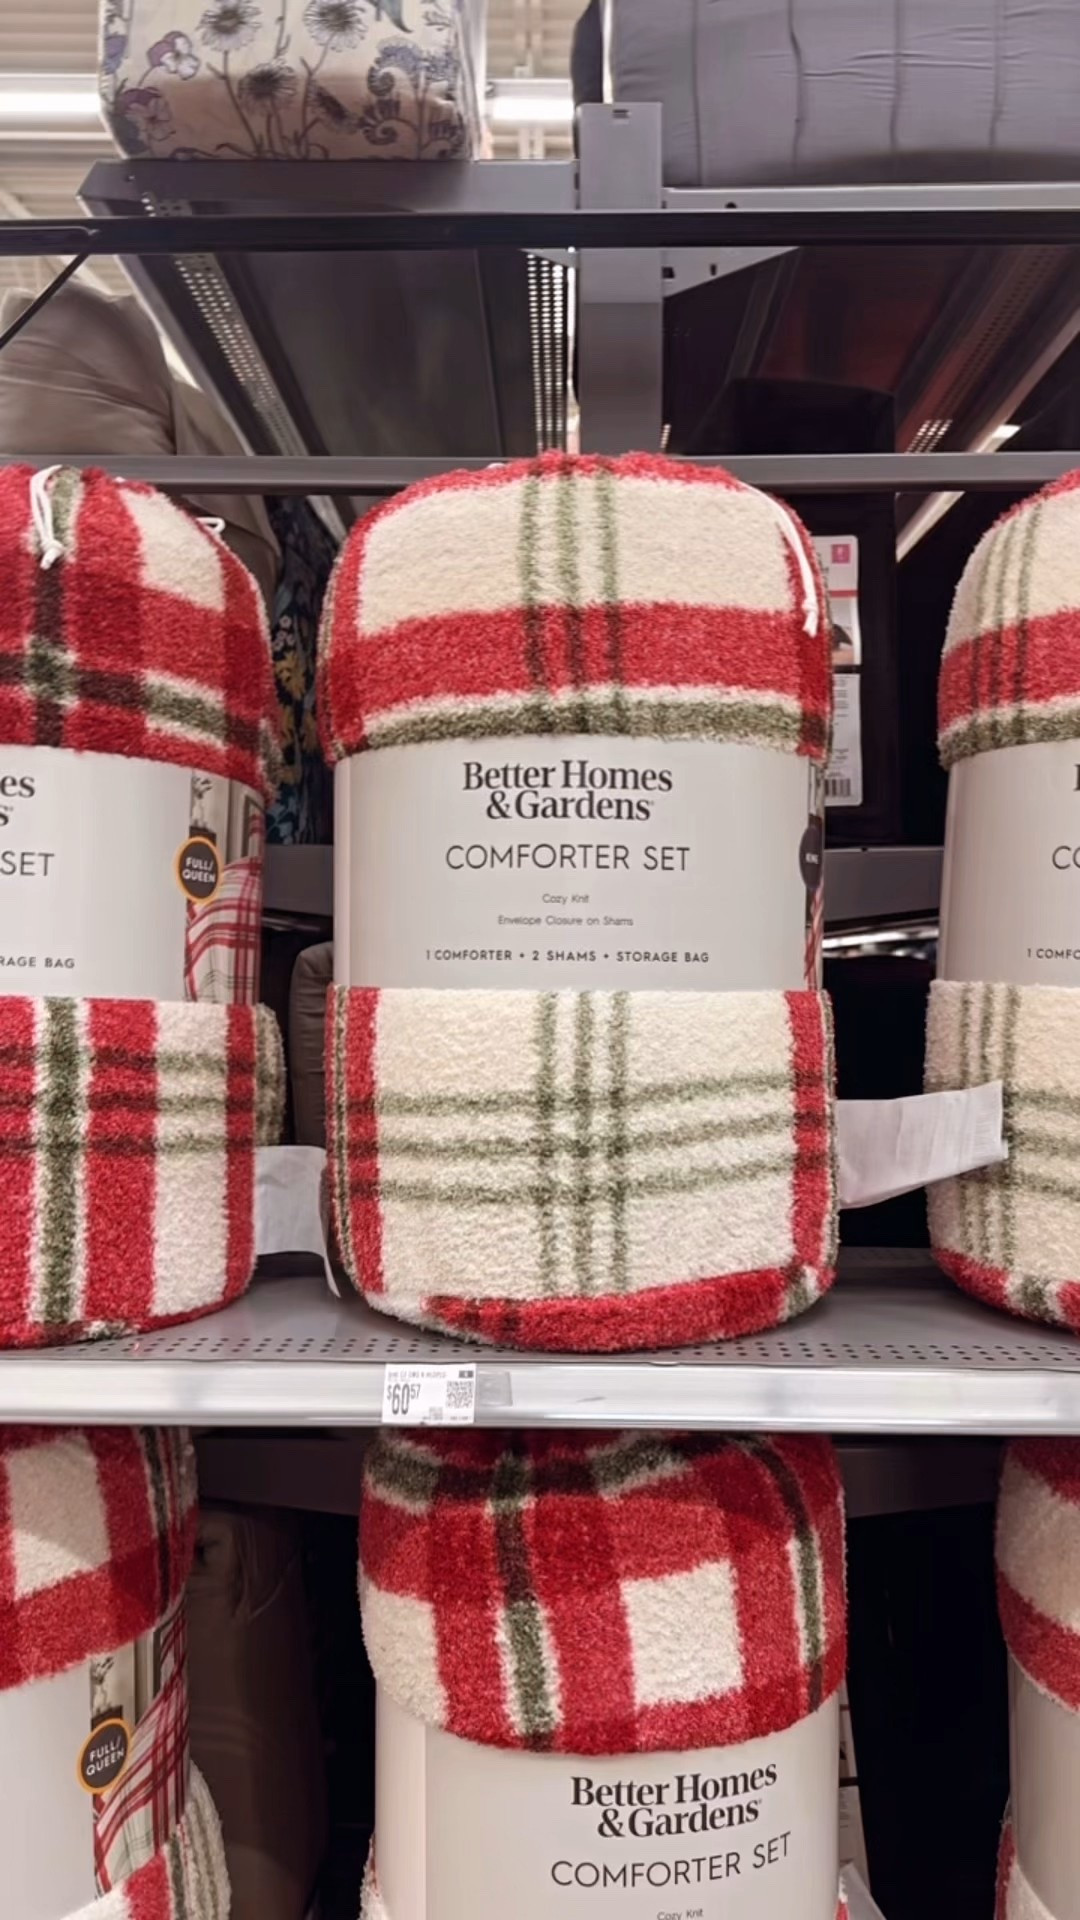 es
s
SET
FULL/
QUEEN
RAGE BAG
Better Homes
& Gardens
COMFORTER SET
Cozy Knit
Envelope Closure on Shams
1 COMFORTER + 2 SHAMS + STORAGE BAG
CO
1 COMFO
$60.57
FULL/
QUEEN
Better Homes
& Gardens
COMFORTER SET
Cozy Knit